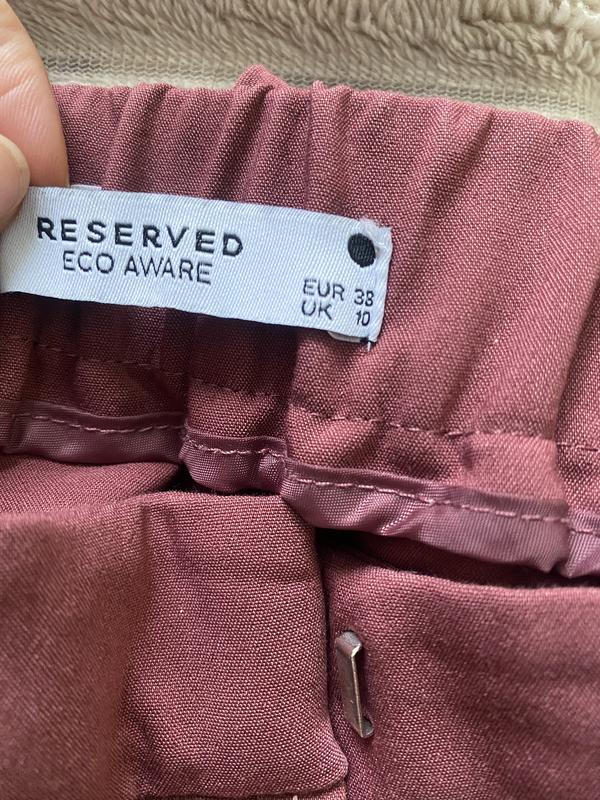 RESERVED
ECO AWARE
EUR 38
UK 10